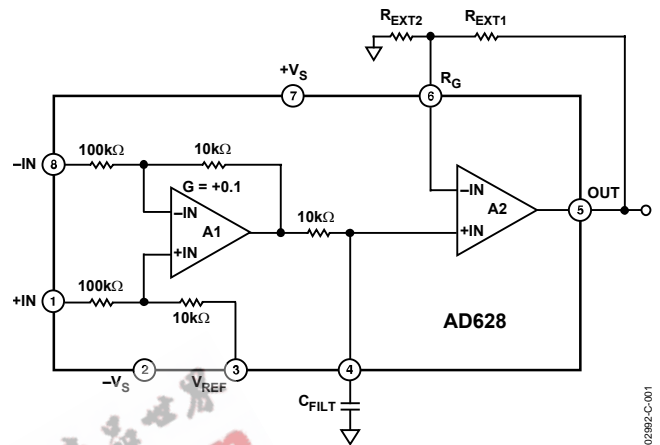 R_EXT2
R_EXT1
+V_S
R_G
7
6
100kΩ
10kΩ
−IN
8
G = +0.1
−IN
A1
+IN
10kΩ
−IN
A2
+IN
OUT
5
+IN
1
100kΩ
10kΩ
AD628
−V_S
2
V_REF
3
4
C_FILT
02992-C-001